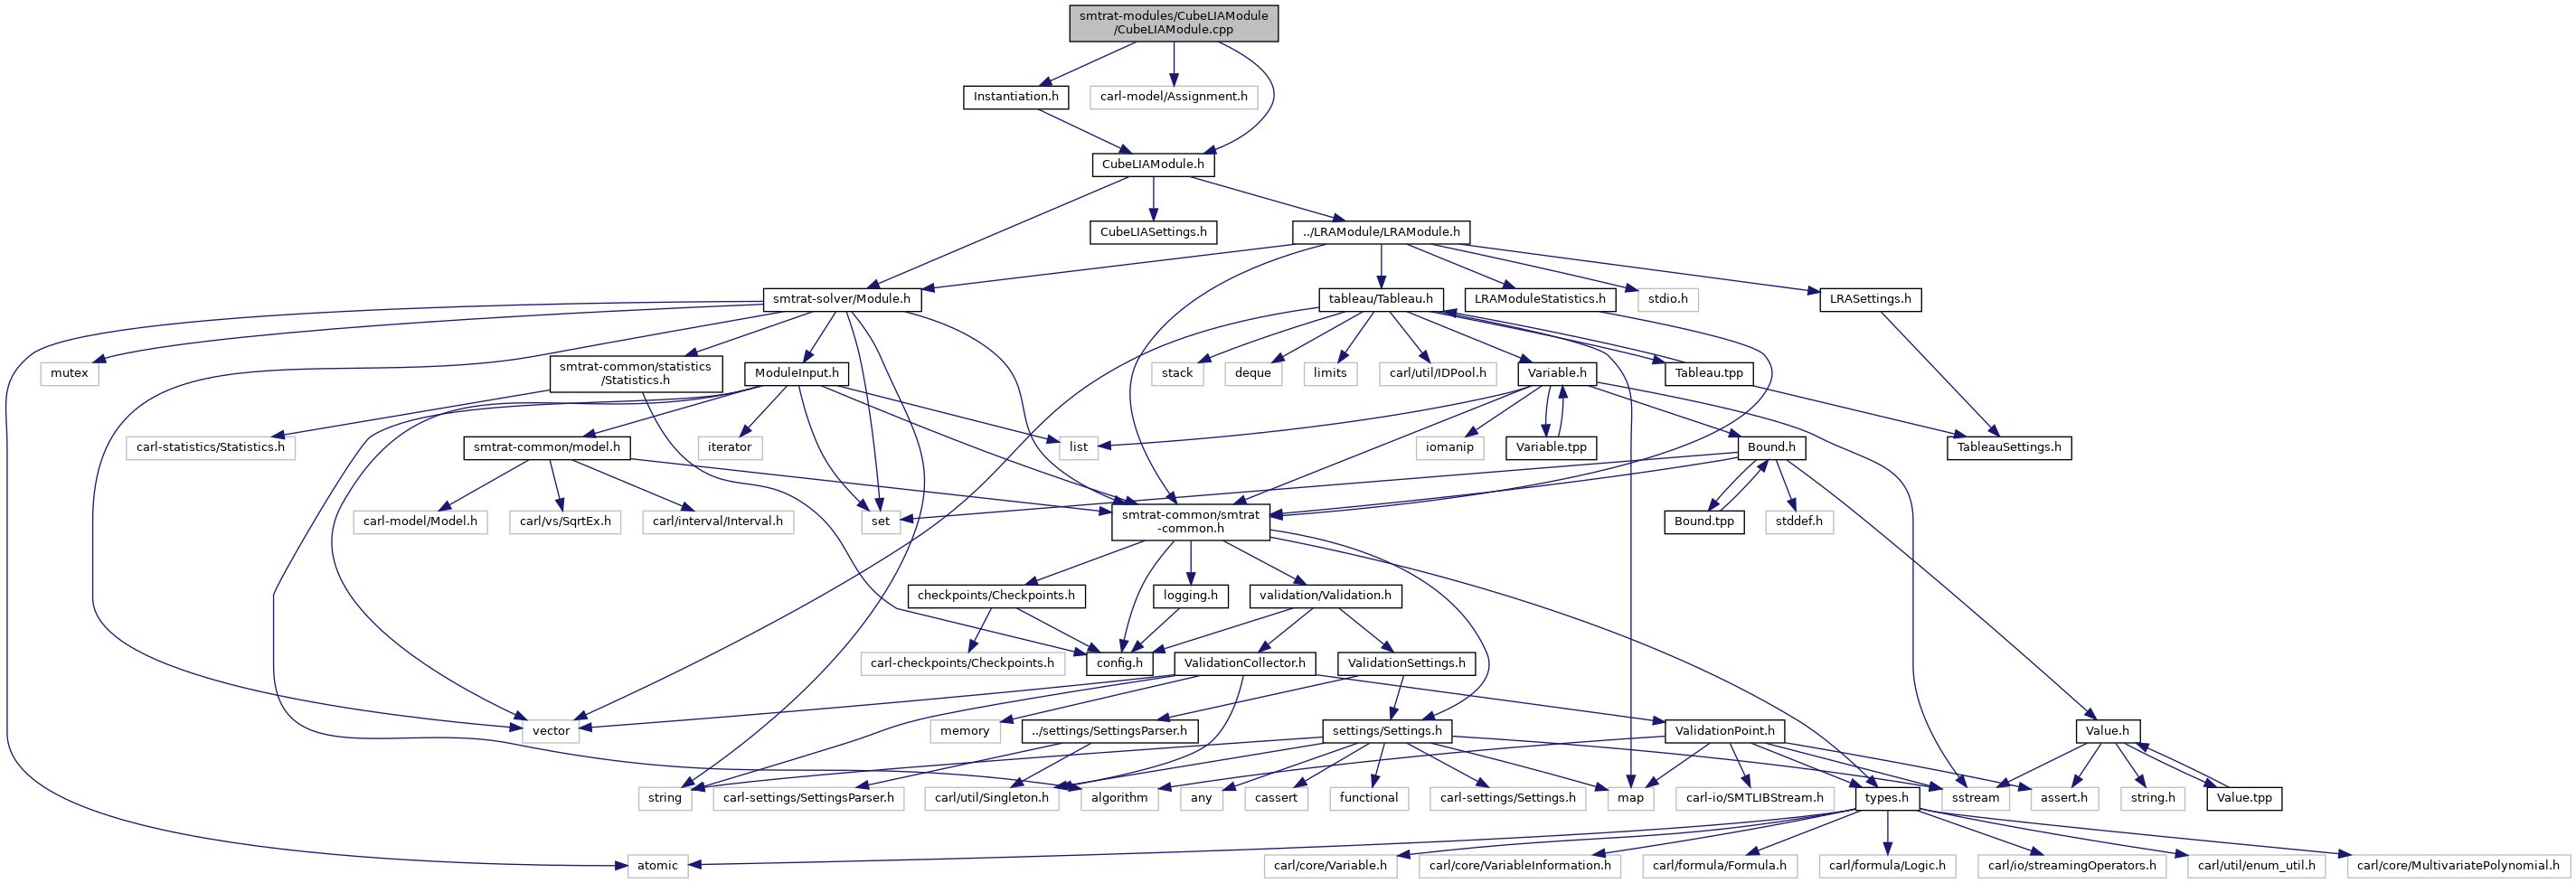 smtrat-modules/CubeLIAModule
/CubeLIAModule.cpp
Instantiation.h
carl-model/Assignment.h
CubeLIAModule.h
CubeLIASettings.h
../LRAModule/LRAModule.h
smtrat-solver/Module.h
tableau/Tableau.h
LRAModuleStatistics.h
stdio.h
LRASettings.h
mutex
smtrat-common/statistics
/Statistics.h
ModuleInput.h
stack
deque
limits
carl/util/IDPool.h
Variable.h
Tableau.tpp
carl-statistics/Statistics.h
smtrat-common/model.h
iterator
list
iomanip
Variable.tpp
Bound.h
TableauSettings.h
carl-model/Model.h
carl/vs/SqrtEx.h
carl/interval/Interval.h
set
smtrat-common/smtrat
-common.h
Bound.tpp
stddef.h
checkpoints/Checkpoints.h
logging.h
validation/Validation.h
carl-checkpoints/Checkpoints.h
config.h
ValidationCollector.h
ValidationSettings.h
vector
memory
../settings/SettingsParser.h
settings/Settings.h
ValidationPoint.h
Value.h
string
carl-settings/SettingsParser.h
carl/util/Singleton.h
algorithm
any
cassert
functional
carl-settings/Settings.h
map
carl-io/SMTLIBStream.h
types.h
sstream
assert.h
string.h
Value.tpp
atomic
carl/core/Variable.h
carl/core/VariableInformation.h
carl/formula/Formula.h
carl/formula/Logic.h
carl/io/streamingOperators.h
carl/util/enum_util.h
carl/core/MultivariatePolynomial.h